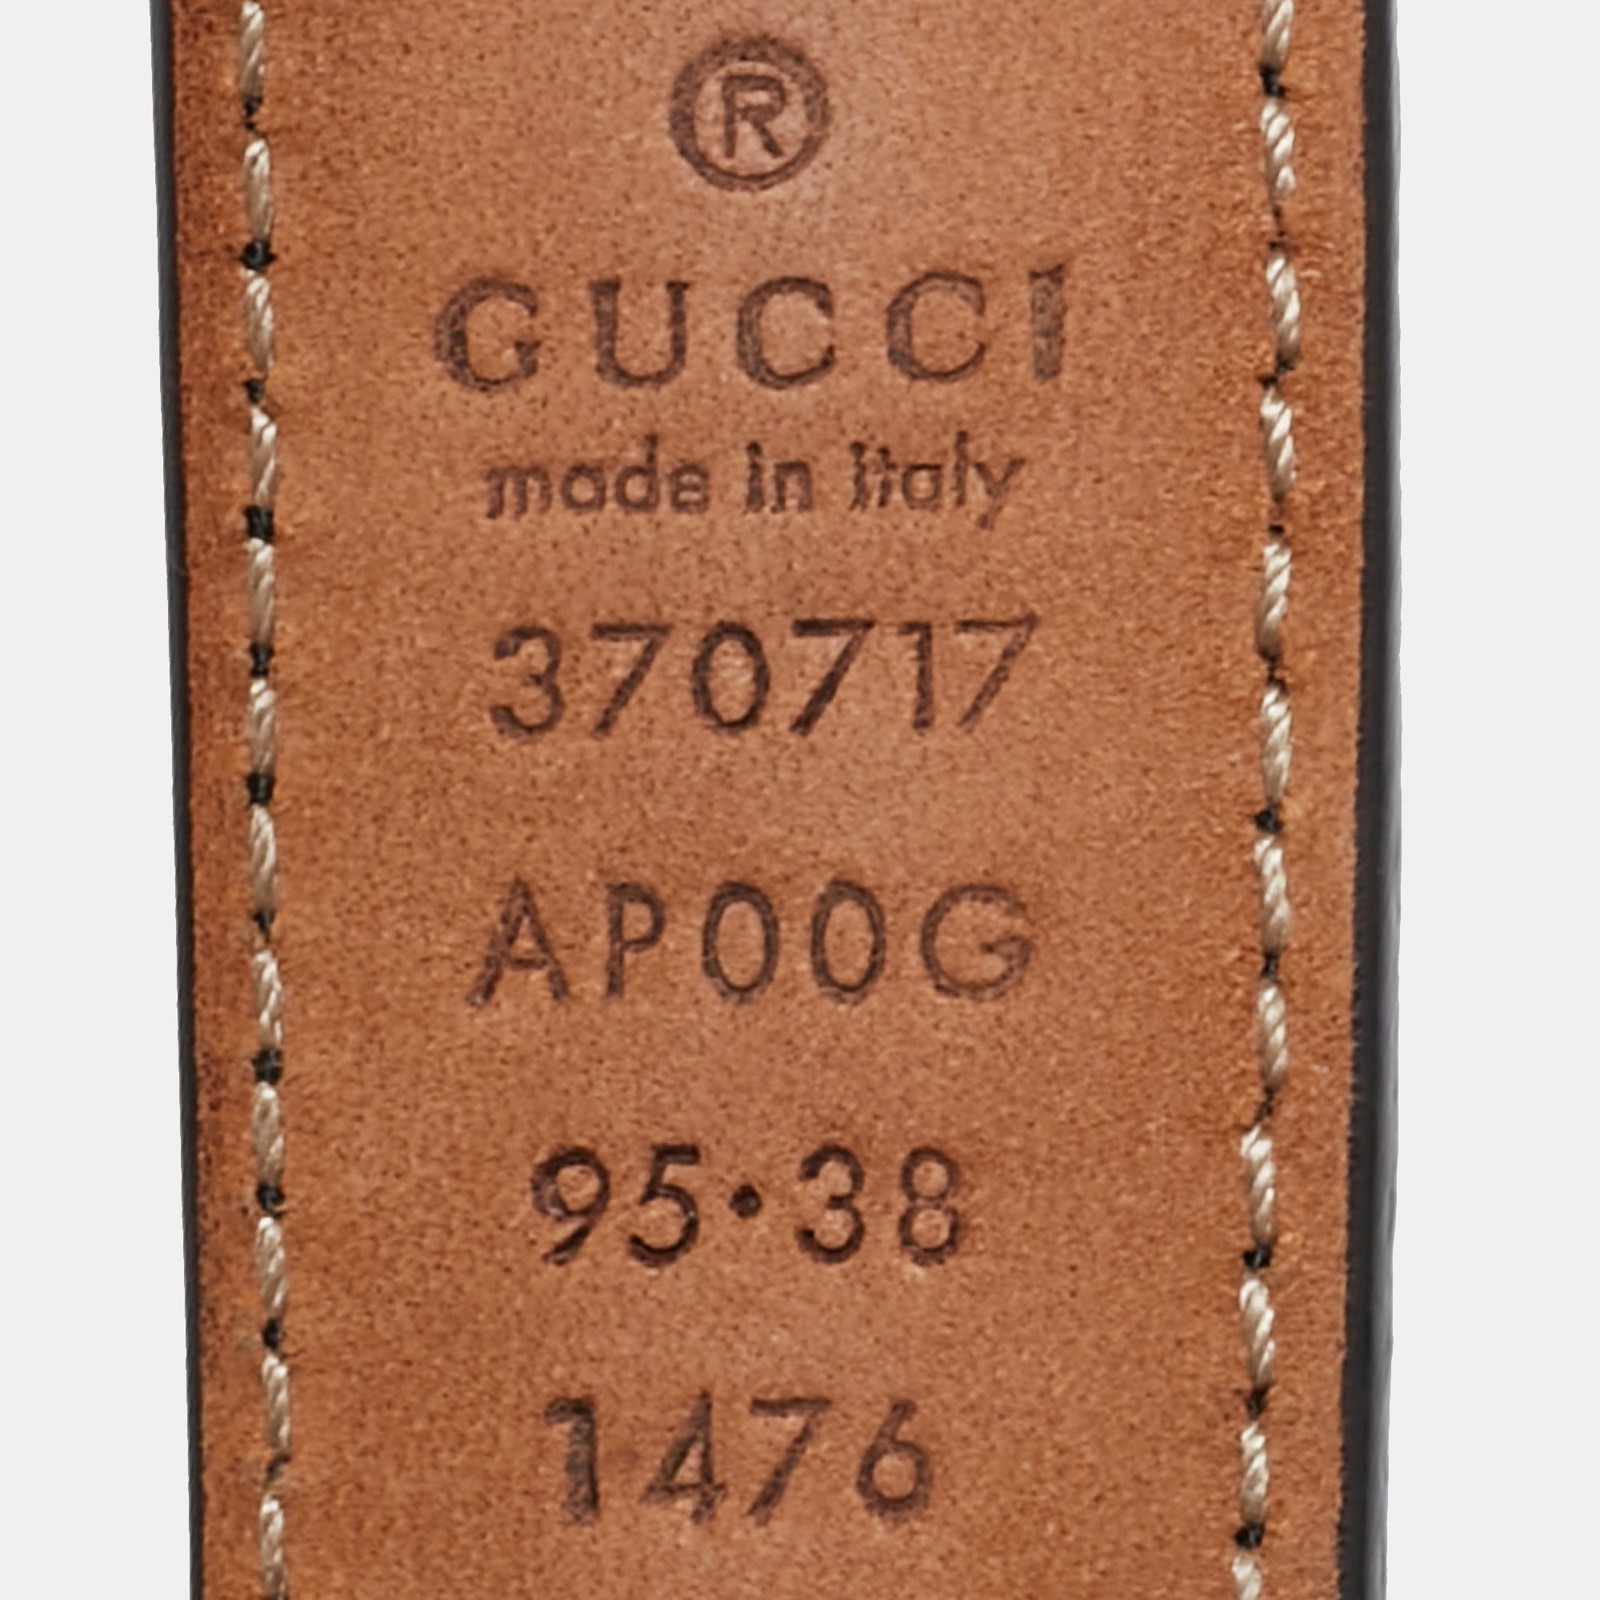 ®
GUCCI
made in italy
370717
AP00G
95·38
1476